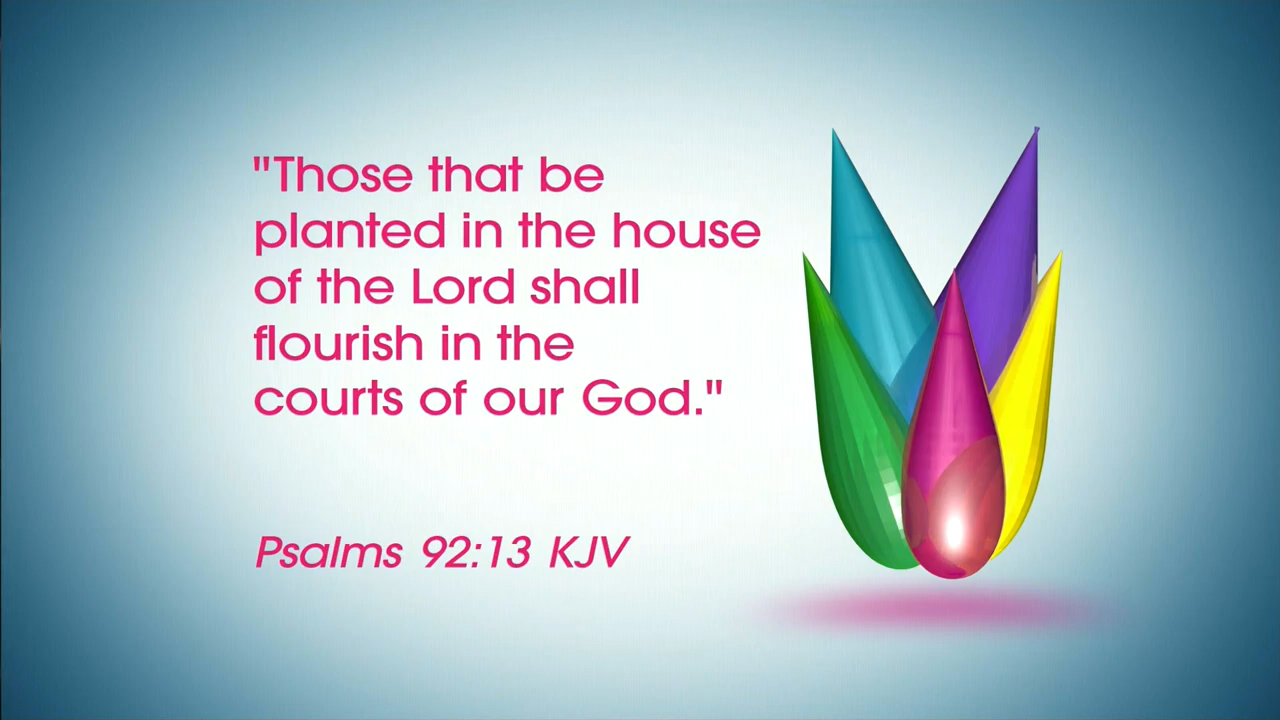 "Those that be
planted in the house
of the Lord shall
flourish in the
courts of our God."
Psalms 92:13 KJV